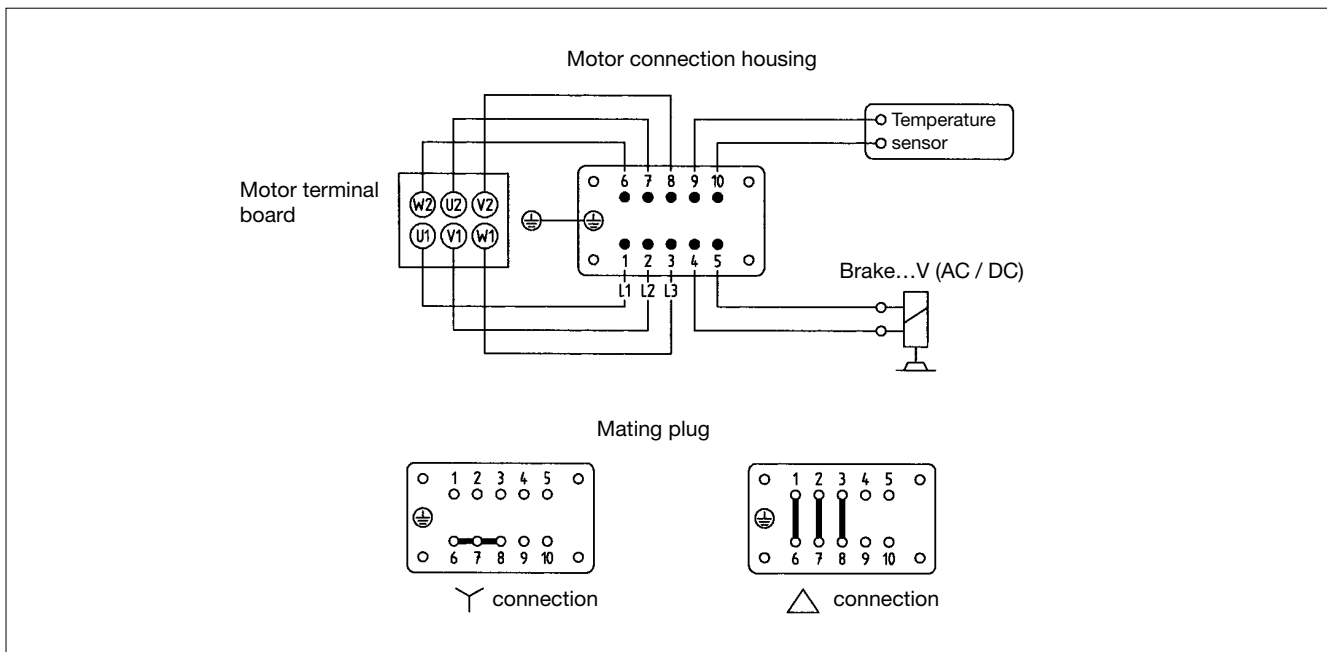 Motor connection housing
Temperature
sensor
6 7 8 9 10
Motor terminal
board
W2 U2 V2
U1 V1 W1
1 2 3 4 5
L1 L2 L3
Brake…V (AC / DC)
Mating plug
1 2 3 4 5
6 7 8 9 10
connection
1 2 3 4 5
6 7 8 9 10
connection